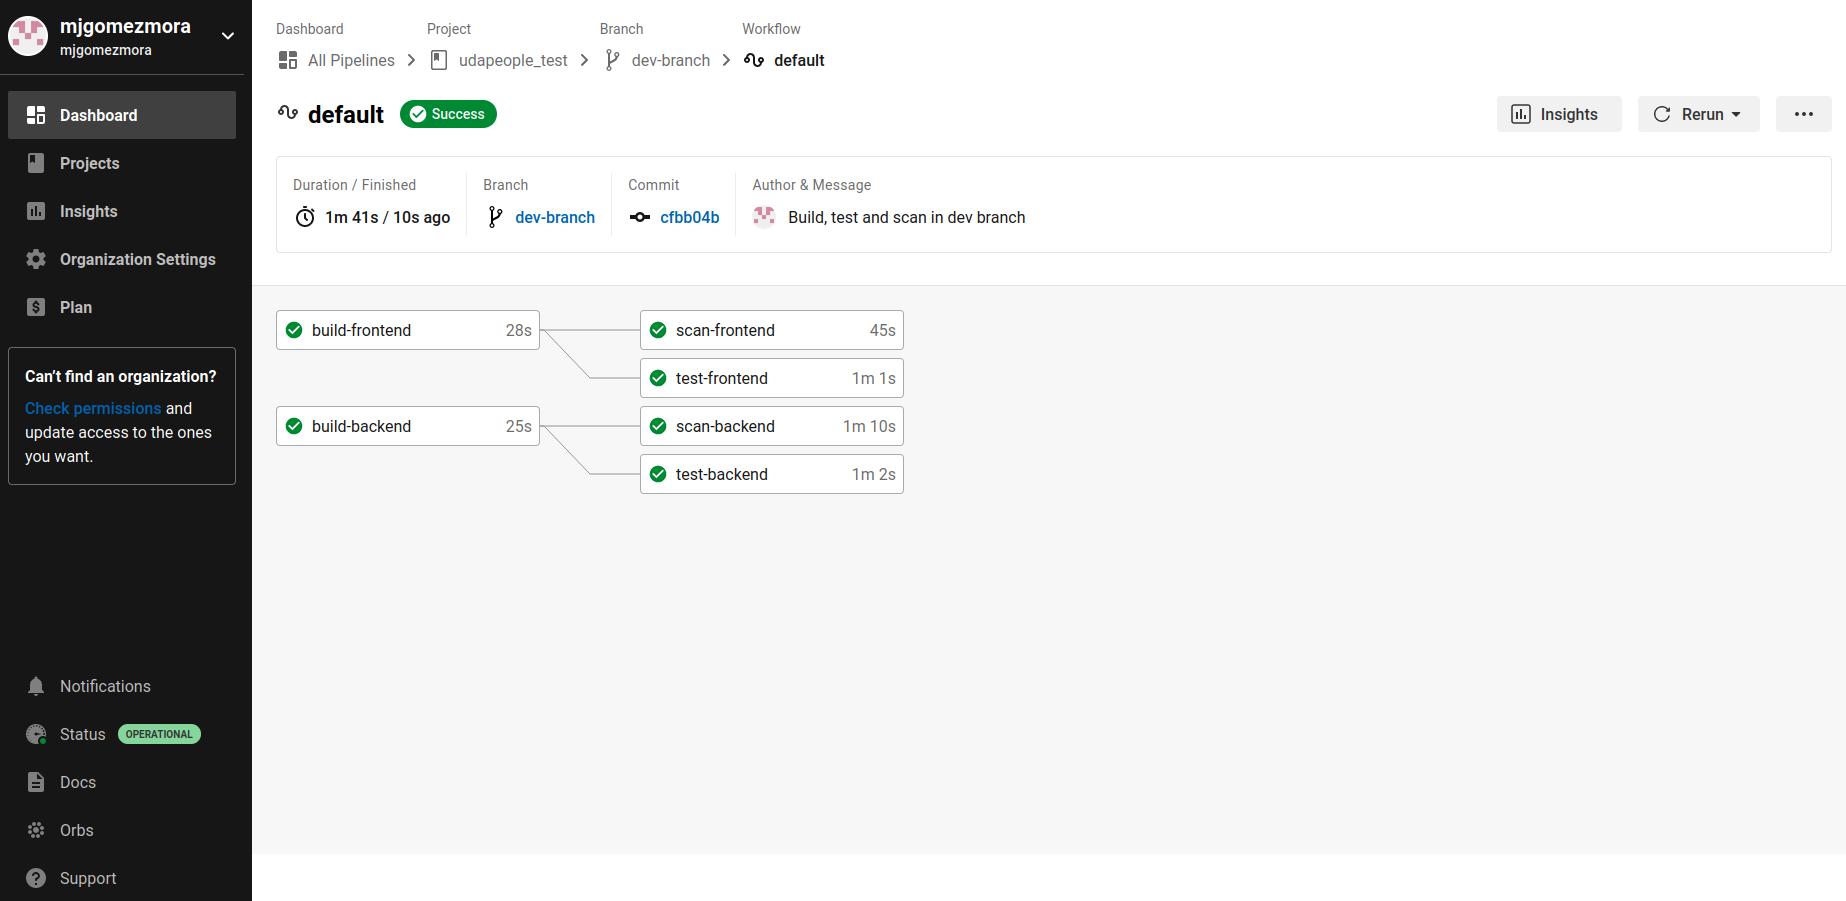 mjgomezmora
mjgomezmora
Dashboard
Projects
Insights
Organization Settings
Plan
Can't find an organization?
Check permissions and
update access to the ones
you want.
Notifications
Status OPERATIONAL
Docs
Orbs
Support
Dashboard Project Branch Workflow
All Pipelines udapeople_test dev-branch default
default Success Insights Rerun
Duration / Finished Branch Commit Author & Message
1m 41s / 10s ago dev-branch cfbb04b Build, test and scan in dev branch
build-frontend 28s scan-frontend 45s
test-frontend 1m 1s
build-backend 25s scan-backend 1m 10s
test-backend 1m 2s